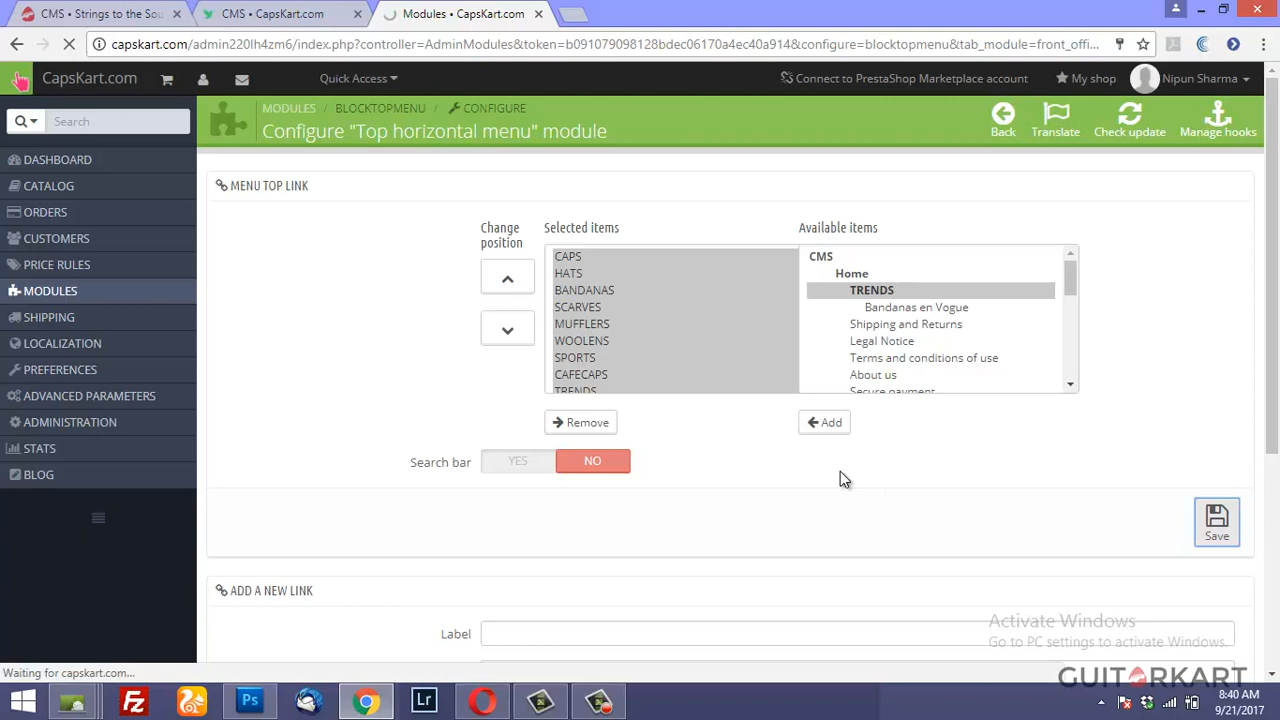 CMS • Strings to the Sou
CMS • CapsKart.com
Modules • CapsKart.com
capskart.com/admin220lh4zm6/index.php?controller=AdminModules&token=b091079098128bdec06170a4ec40a914&configure=blocktopmenu&tab_module=front_offi...
CapsKart.com
Quick Access
Connect to PrestaShop Marketplace account
My shop
Nipun Sharma
Search
MODULES / BLOCKTOPMENU / CONFIGURE
Configure "Top horizontal menu" module
Back
Translate
Check update
Manage hooks
DASHBOARD
CATALOG
ORDERS
CUSTOMERS
PRICE RULES
MODULES
SHIPPING
LOCALIZATION
PREFERENCES
ADVANCED PARAMETERS
ADMINISTRATION
STATS
BLOG
MENU TOP LINK
Change position
Selected items
Available items
CAPS
HATS
BANDANAS
SCARVES
MUFFLERS
WOOLENS
SPORTS
CAFECAPS
TRENDS
CMS
Home
TRENDS
Bandanas en Vogue
Shipping and Returns
Legal Notice
Terms and conditions of use
About us
Secure payment
Remove
Add
Search bar
YES
NO
Save
ADD A NEW LINK
Label
Activate Windows
Go to PC settings to activate Windows.
Waiting for capskart.com...
GUITARKART
Ps
Lr
8:40 AM
9/21/2017